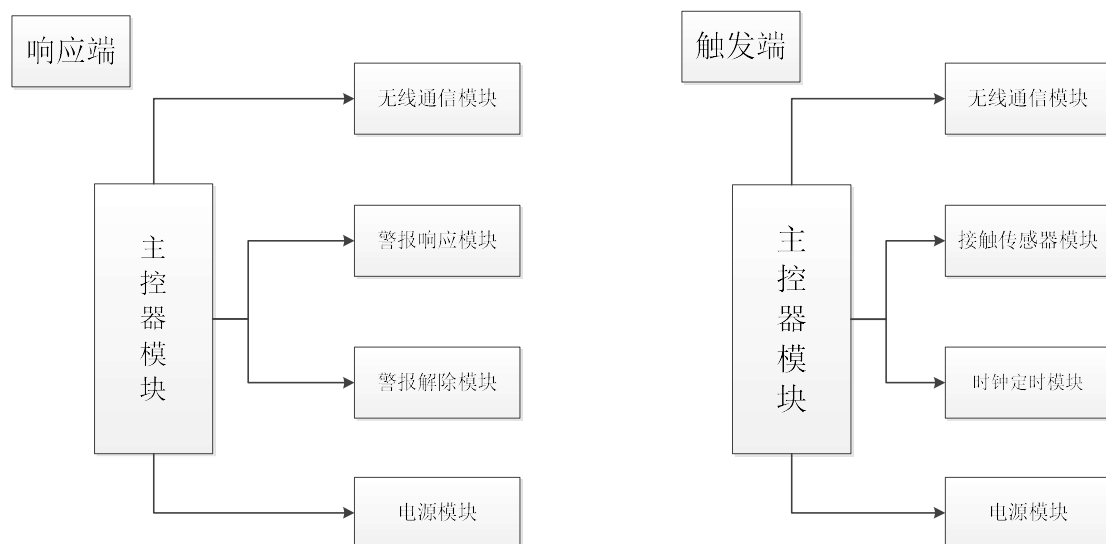 响应端
无线通信模块
警报响应模块
主控器模块
警报解除模块
电源模块
触发端
无线通信模块
接触传感器模块
主控器模块
时钟定时模块
电源模块